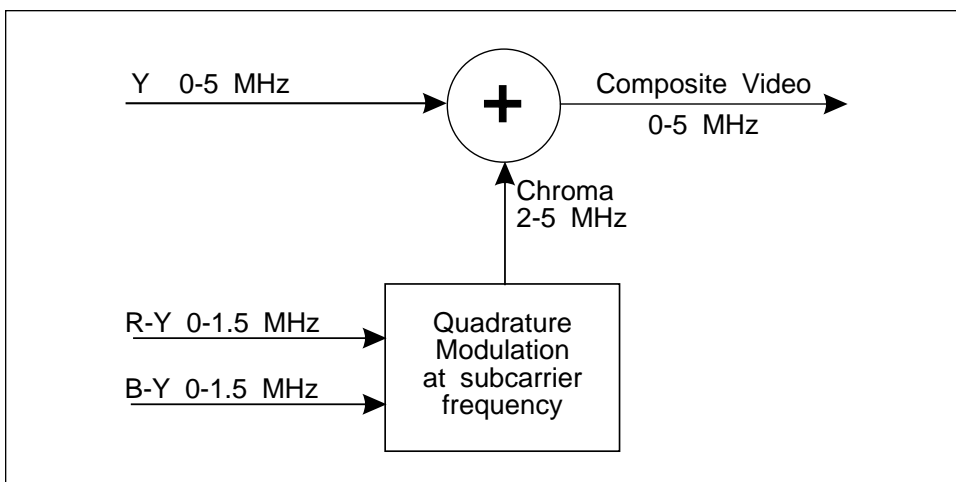 Y 0-5 MHz
+
Composite Video
0-5 MHz
Chroma
2-5 MHz
R-Y 0-1.5 MHz
B-Y 0-1.5 MHz
Quadrature
Modulation
at subcarrier
frequency